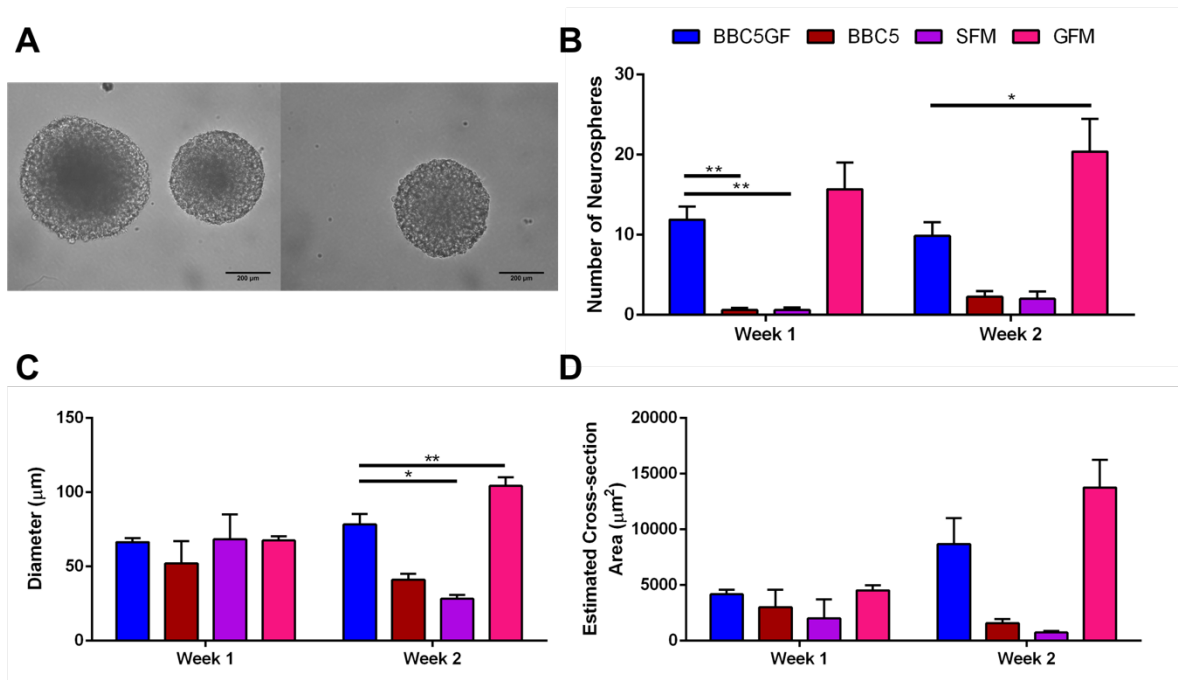 A
200 µm
200 µm
B
BBC5GF BBC5 SFM GFM
Number of Neurospheres
30
20
10
0
**
**
*
Week 1 Week 2
C
Diameter (μm)
150
100
50
0
**
*
Week 1 Week 2
D
Estimated Cross-section
Area (μm²)
20000
15000
10000
5000
0
Week 1 Week 2